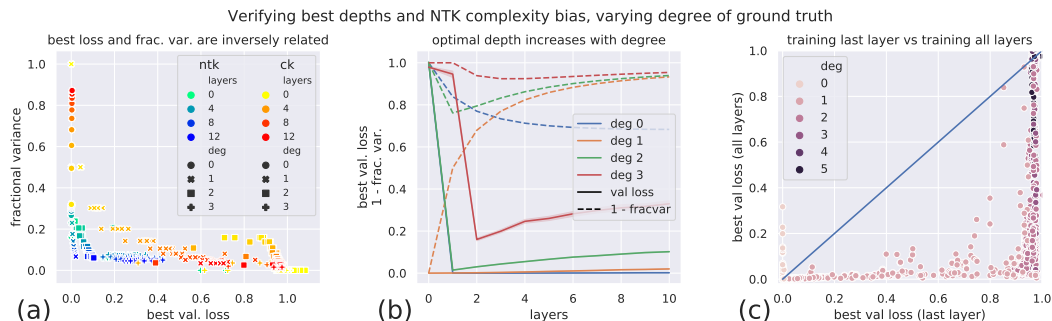 Verifying best depths and NTK complexity bias, varying degree of ground truth
best loss and frac. var. are inversely related
fractional variance
1.0
0.8
0.6
0.4
0.2
0.0
ntk
ck
layers
layers
0
0
4
4
8
8
12
12
deg
deg
0
0
1
1
2
2
3
3
0.0
0.2
0.4
0.6
0.8
1.0
best val. loss
(a)
optimal depth increases with degree
best val. loss
1 - frac. var.
1.0
0.8
0.6
0.4
0.2
0.0
deg 0
deg 1
deg 2
deg 3
val loss
1 - fracvar
0
2
4
6
8
10
layers
(b)
training last layer vs training all layers
best val loss (all layers)
1.0
0.8
0.6
0.4
0.2
0.0
deg
0
1
2
3
4
5
0.0
0.2
0.4
0.6
0.8
1.0
best val loss (last layer)
(c)